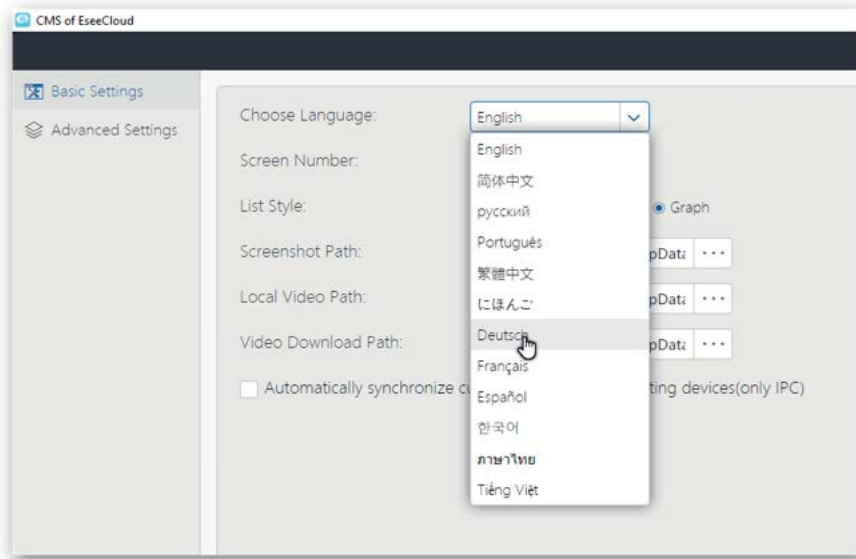 CMS of EseeCloud
Basic Settings
Advanced Settings
Choose Language:
English
English
简体中文
русский
Português
繁體中文
にほんご
Deutsch
Français
Español
한국어
ภาษาไทย
Tiếng Việt
Screen Number:
List Style:
Graph
Screenshot Path:
···
Local Video Path:
···
Video Download Path:
···
Automatically synchronize
devices(only IPC)